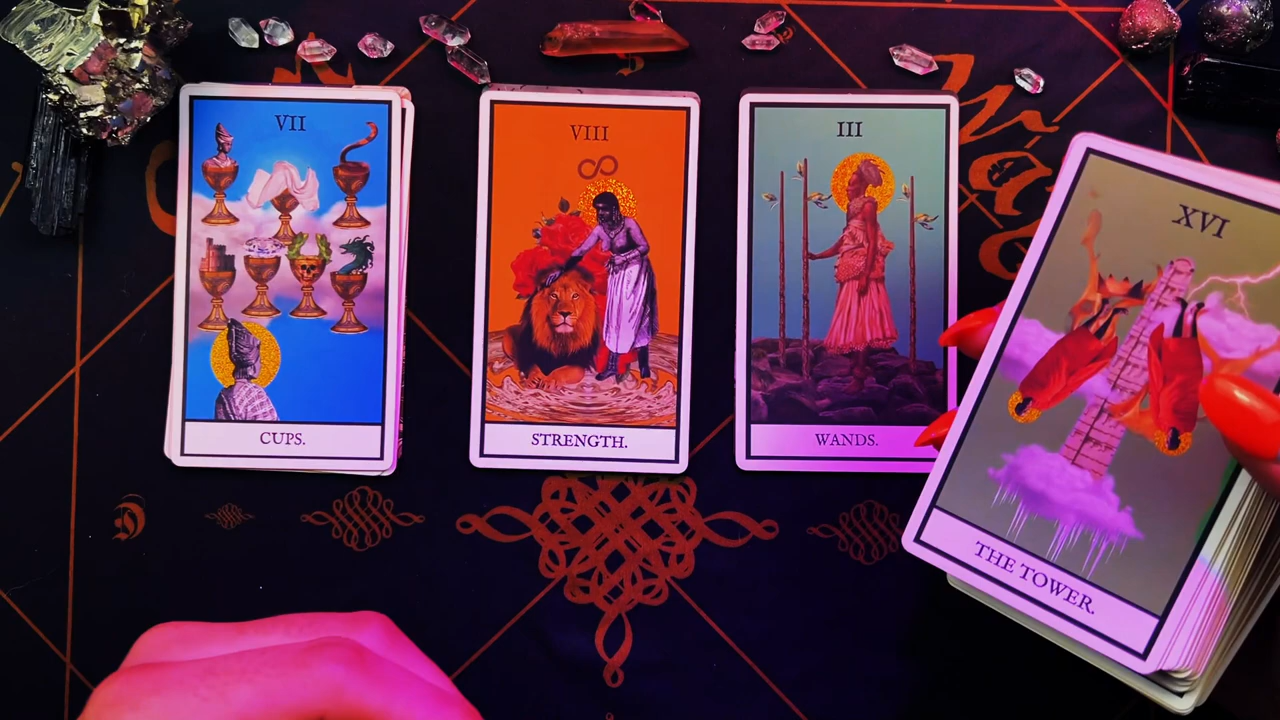 VII
CUPS.
VIII
STRENGTH.
III
WANDS.
XVI
THE TOWER.